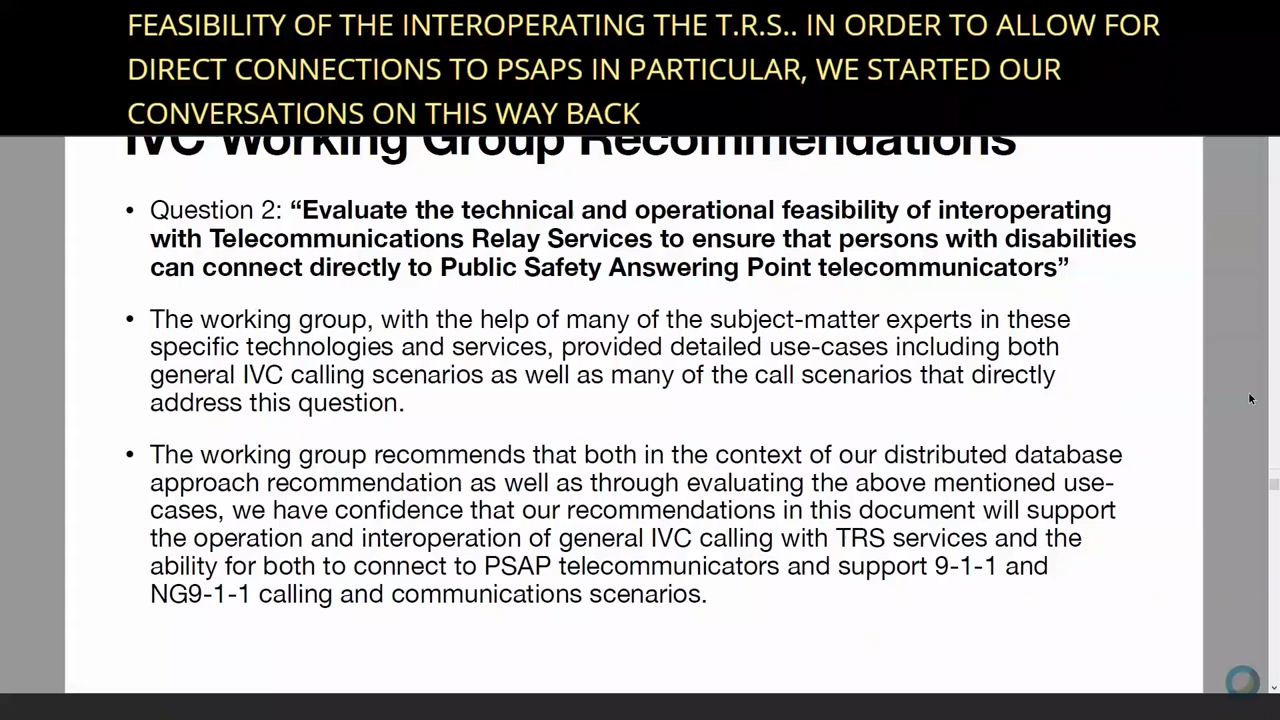 FEASIBILITY OF THE INTEROPERATING THE T.R.S.. IN ORDER TO ALLOW FOR
DIRECT CONNECTIONS TO PSAPS IN PARTICULAR, WE STARTED OUR
CONVERSATIONS ON THIS WAY BACK
IVC Working Group Recommendations
• Question 2: “Evaluate the technical and operational feasibility of interoperating
with Telecommunications Relay Services to ensure that persons with disabilities
can connect directly to Public Safety Answering Point telecommunicators”
• The working group, with the help of many of the subject-matter experts in these
specific technologies and services, provided detailed use-cases including both
general IVC calling scenarios as well as many of the call scenarios that directly
address this question.
• The working group recommends that both in the context of our distributed database
approach recommendation as well as through evaluating the above mentioned use-
cases, we have confidence that our recommendations in this document will support
the operation and interoperation of general IVC calling with TRS services and the
ability for both to connect to PSAP telecommunicators and support 9-1-1 and
NG9-1-1 calling and communications scenarios.